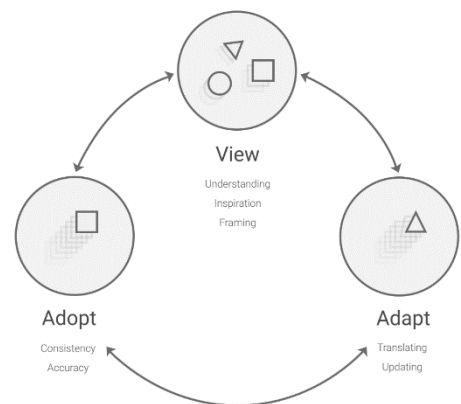 View
Understanding
Inspiration
Framing
Adopt
Consistency
Accuracy
Adapt
Translating
Updating